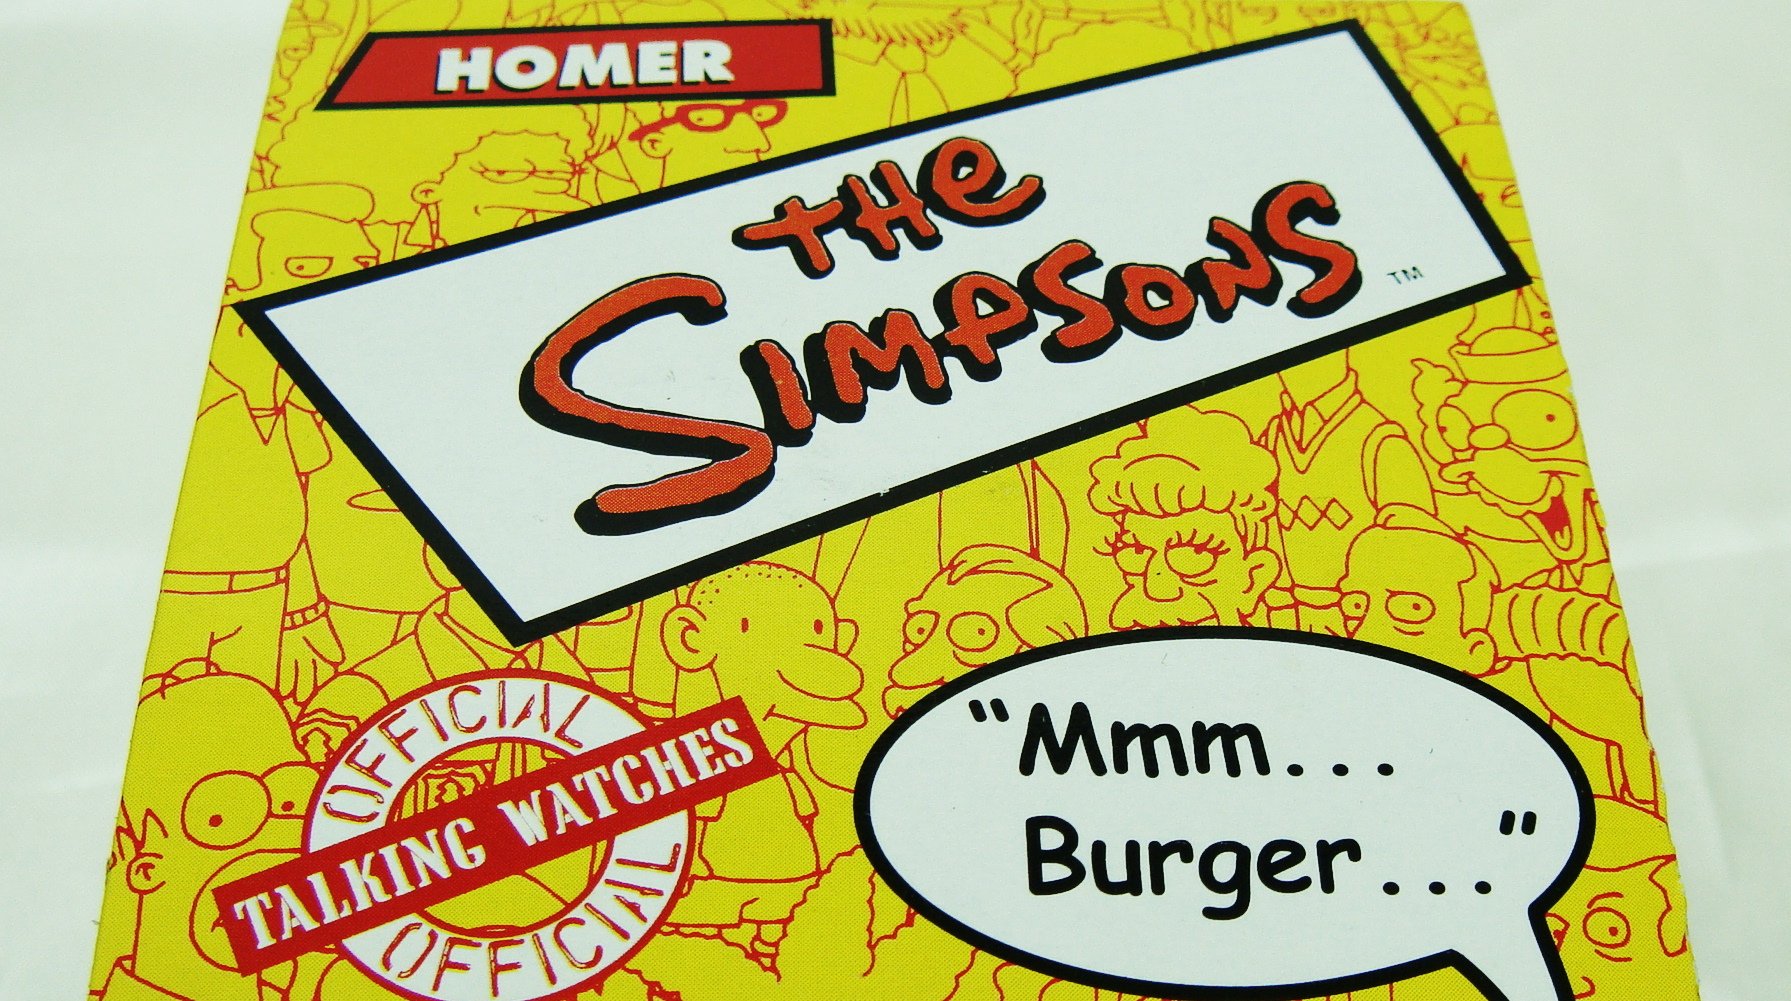 HOMER
THE
SIMPSONS
TM
OFFICIAL
TALKING WATCHES
OFFICIAL
"Mmm...
Burger..."